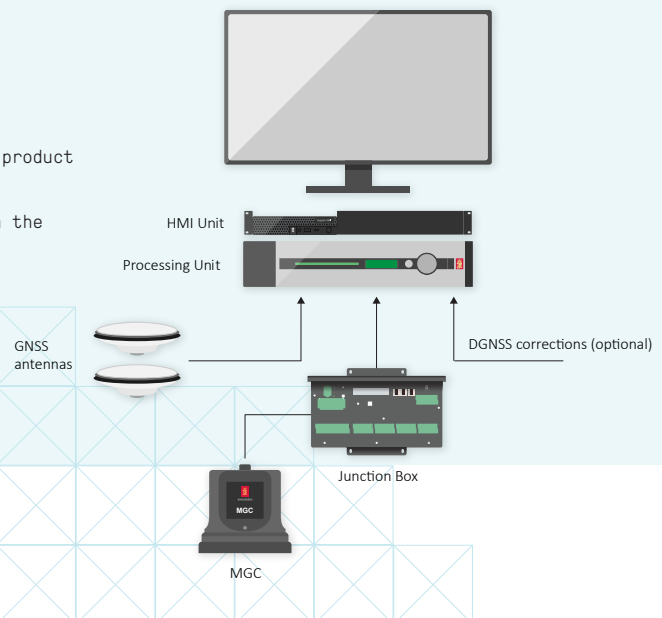 product
the
HMI Unit
Processing Unit
GNSS
antennas
DGNSS corrections (optional)
Junction Box
MGC
MGC